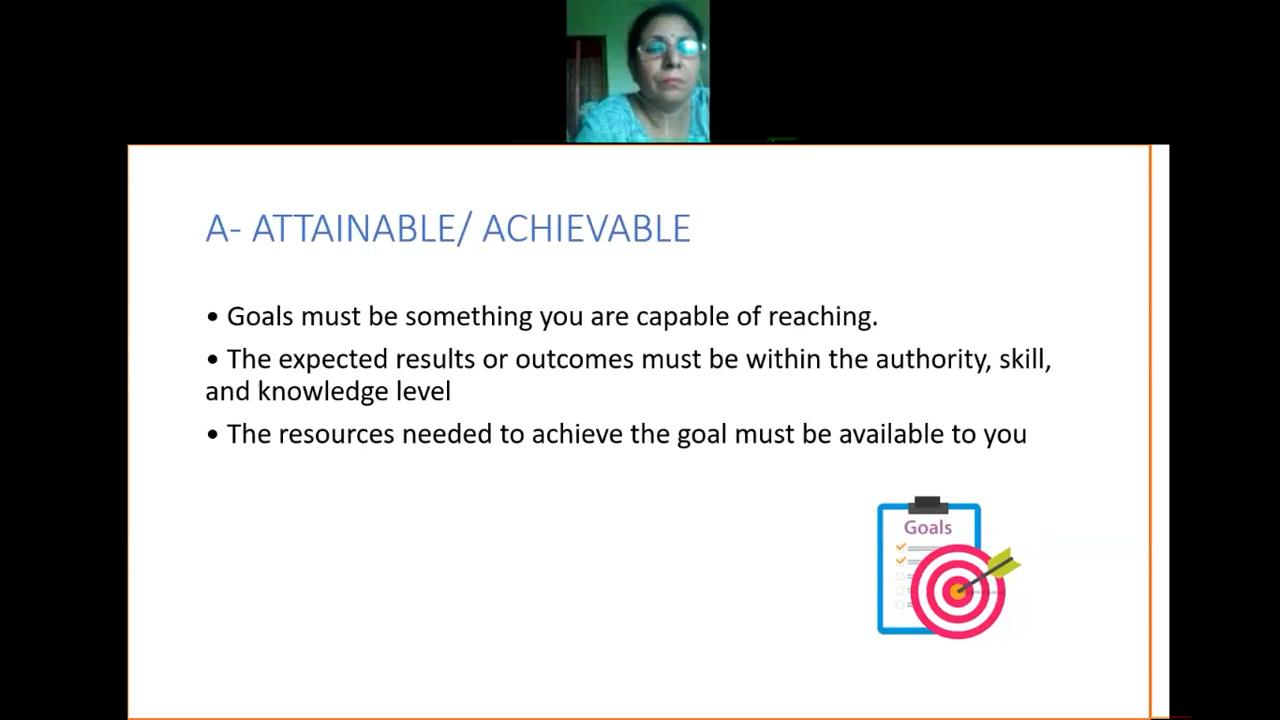 A- ATTAINABLE/ ACHIEVABLE
• Goals must be something you are capable of reaching.
• The expected results or outcomes must be within the authority, skill,
and knowledge level
• The resources needed to achieve the goal must be available to you
Goals